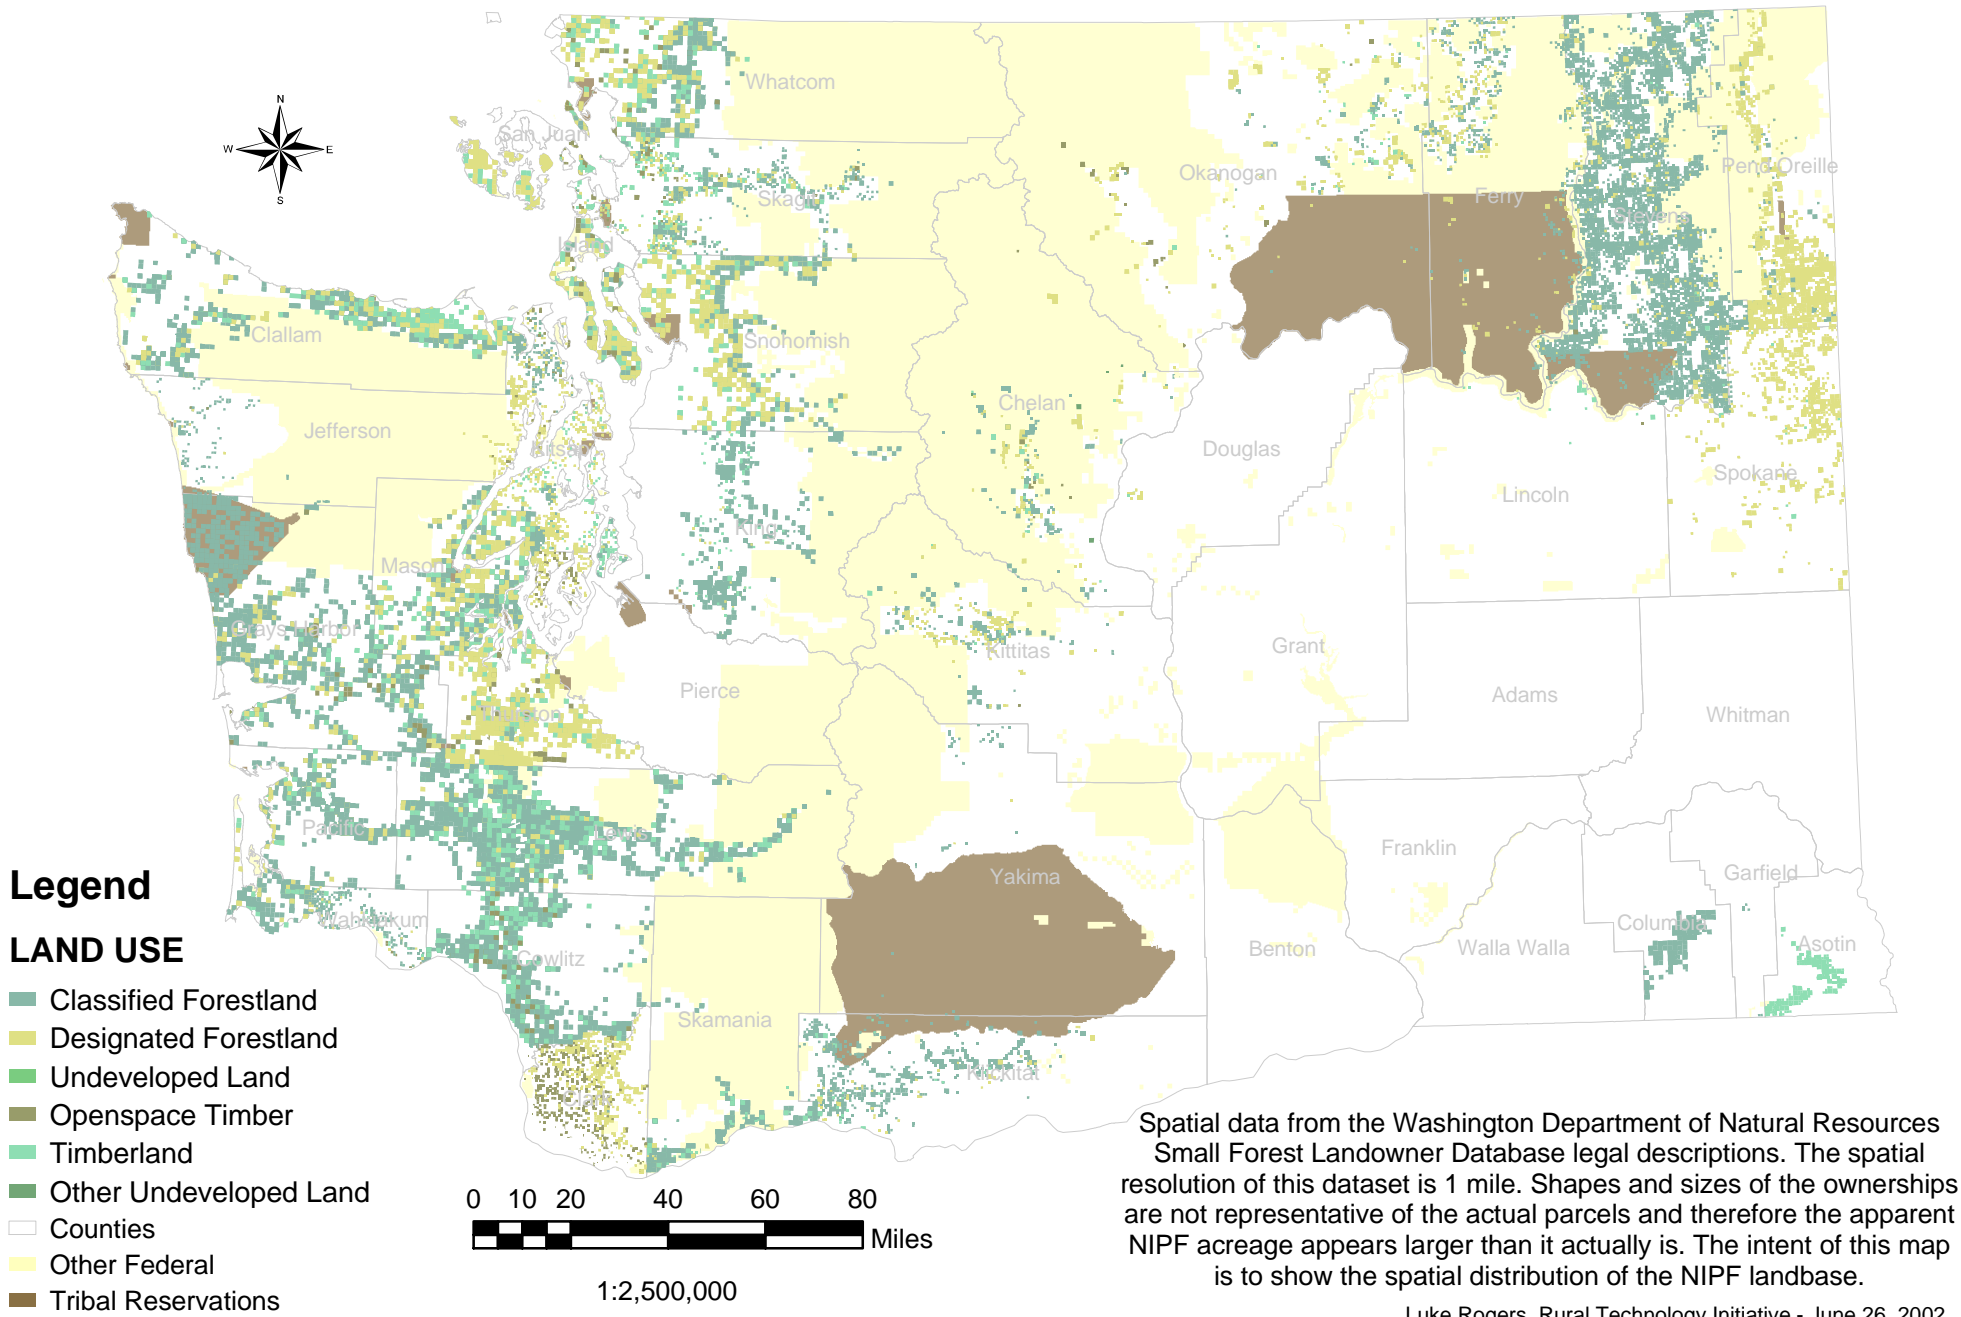 N
W E
S
Whatcom
San Juan
Okanogan
Pend Oreille
Skagit
Ferry
Stevens
Island
Clallam
Snohomish
Chelan
Jefferson
Kitsap
Douglas
Spokane
Lincoln
King
Mason
Grays Harbor
Grant
Kittitas
Pierce
Adams
Whitman
Thurston
Pacific
Lewis
Franklin
Garfield
Yakima
Wahkiakum
Columbia
Asotin
Walla Walla
Benton
Cowlitz
Skamania
Klickitat
Clark
Legend
LAND USE
Classified Forestland
Designated Forestland
Undeveloped Land
Openspace Timber
Timberland
Other Undeveloped Land
Counties
Other Federal
Tribal Reservations
0 10 20 40 60 80
Miles
1:2,500,000
Spatial data from the Washington Department of Natural Resources
Small Forest Landowner Database legal descriptions. The spatial
resolution of this dataset is 1 mile. Shapes and sizes of the ownerships
are not representative of the actual parcels and therefore the apparent
NIPF acreage appears larger than it actually is. The intent of this map
is to show the spatial distribution of the NIPF landbase.
Luke Rogers, Rural Technology Initiative - June 26, 2002